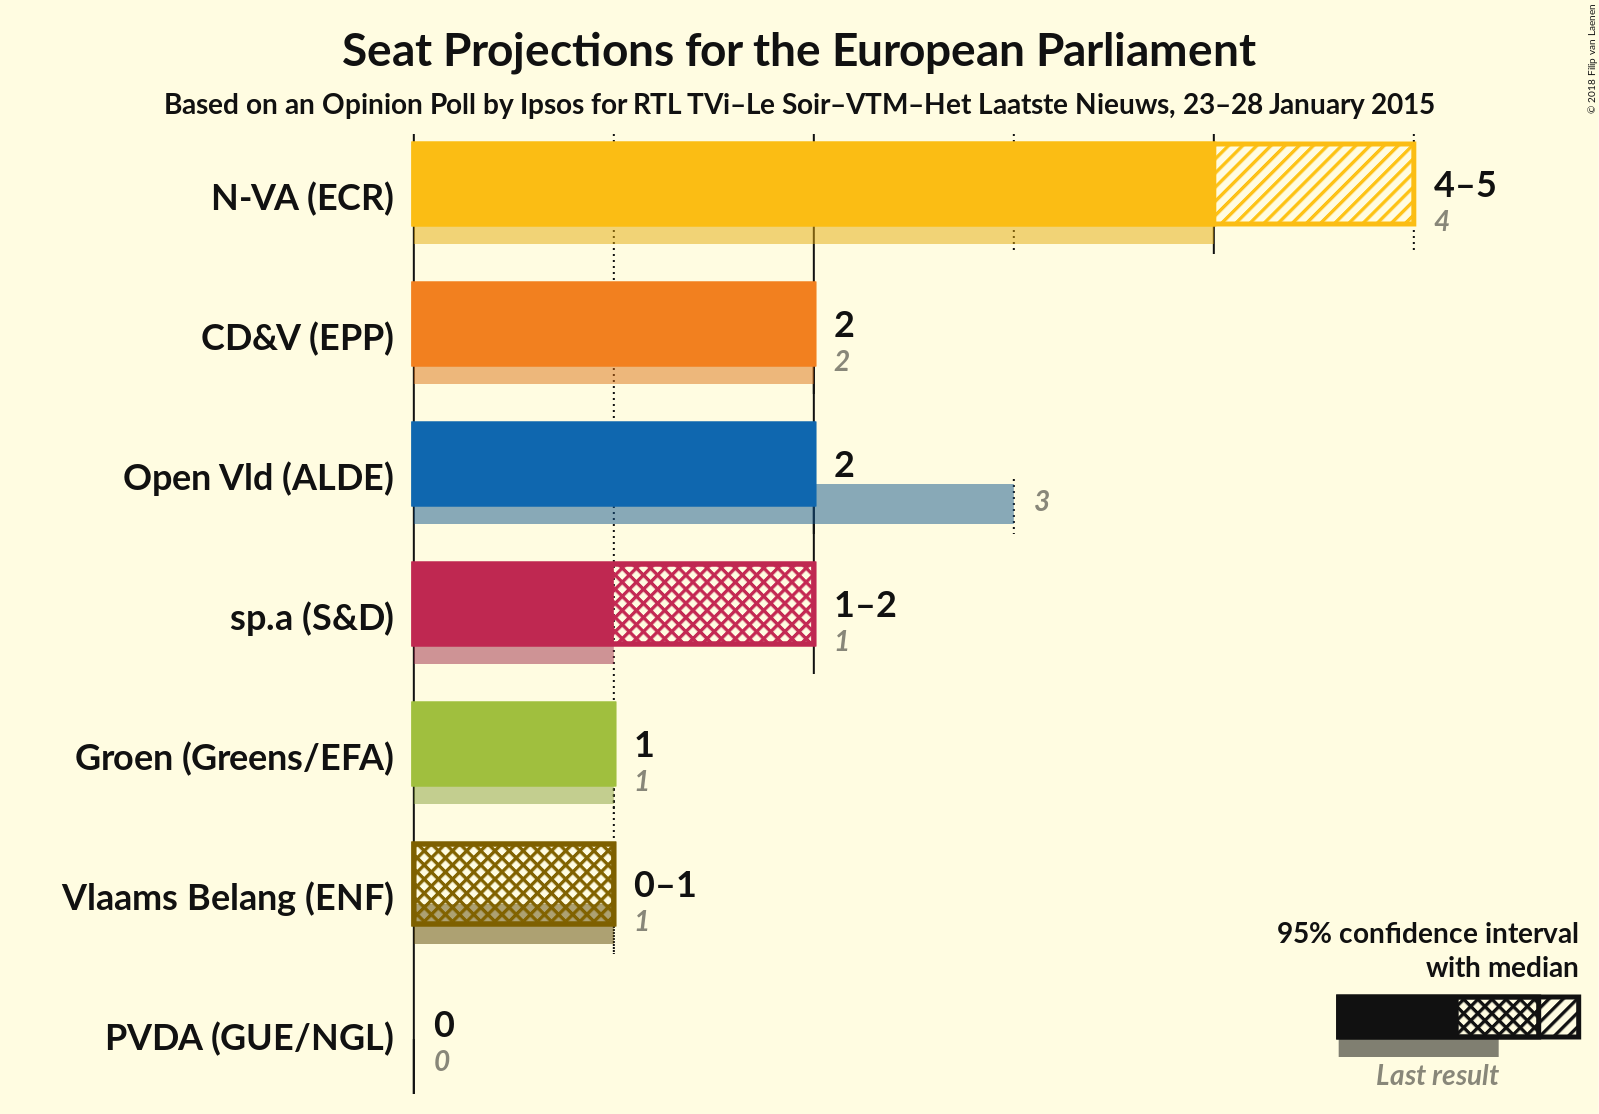 Seat Projections for the European Parliament
Based on an Opinion Poll by Ipsos for RTL TVi–Le Soir–VTM–Het Laatste Nieuws, 23–28 January 2015
© 2018 Filip van Laenen
N-VA (ECR)
4–5
4
CD&V (EPP)
2
2
Open Vld (ALDE)
2
3
sp.a (S&D)
1–2
1
Groen (Greens/EFA)
1
1
Vlaams Belang (ENF)
0–1
1
PVDA (GUE/NGL)
0
0
95% confidence interval
with median
Last result